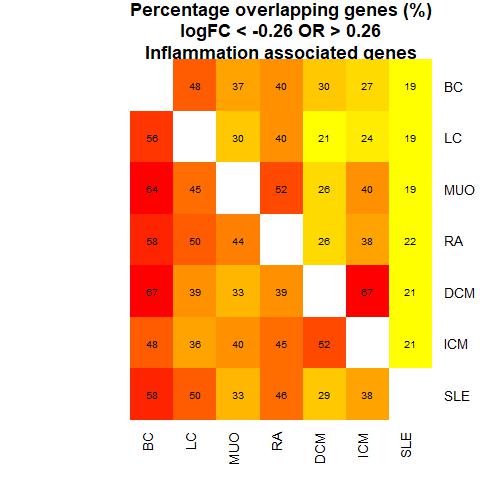 Percentage overlapping genes (%)
logFC < -0.26 OR > 0.26
Inflammation associated genes
48 37 40 30 27 19 BC
56 30 40 21 24 19 LC
64 45 52 26 40 19 MUO
58 50 44 26 38 22 RA
67 39 33 39 67 21 DCM
48 36 40 45 52 21 ICM
58 50 33 46 29 38 SLE
BC LC MUO RA DCM ICM SLE